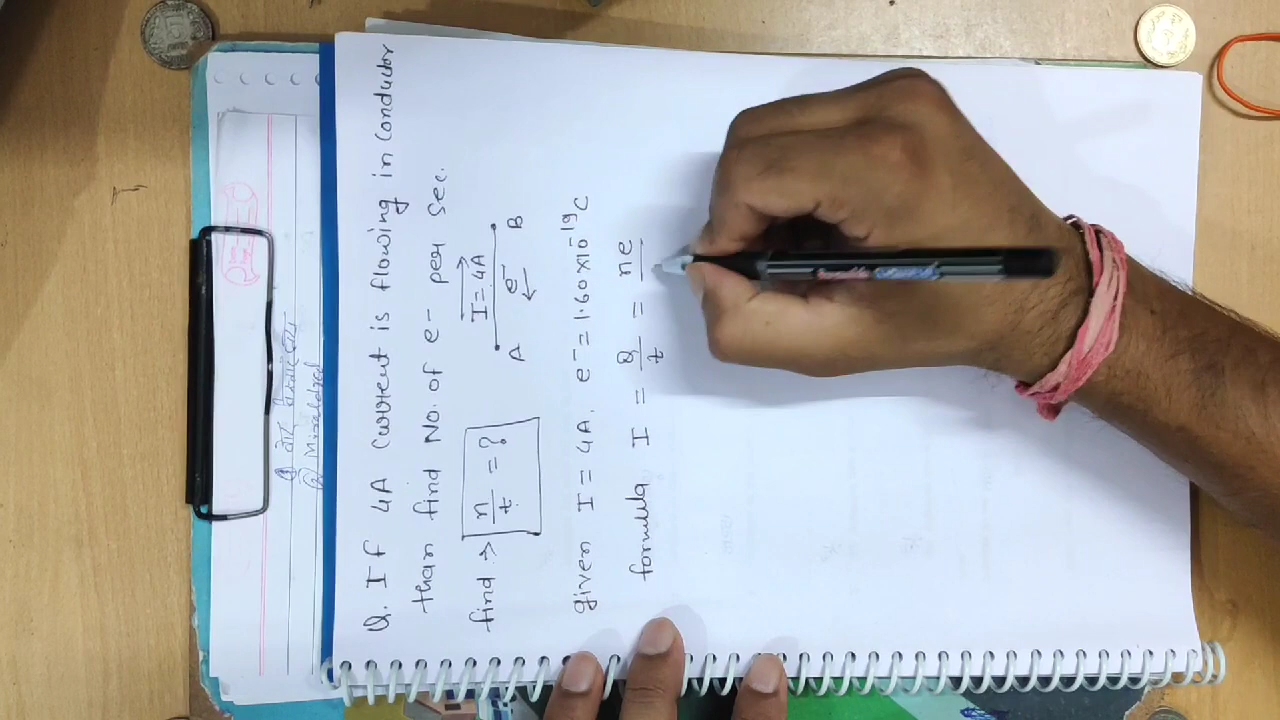 Q. If 4A Current is flowing in Conductor
than find No. of e⁻ per Sec.
find → n/t = ?
I = 4A
A B
e⁻
given I = 4A, e⁻ = 1.60×10⁻¹⁹ C
formula I = Q/t = ne